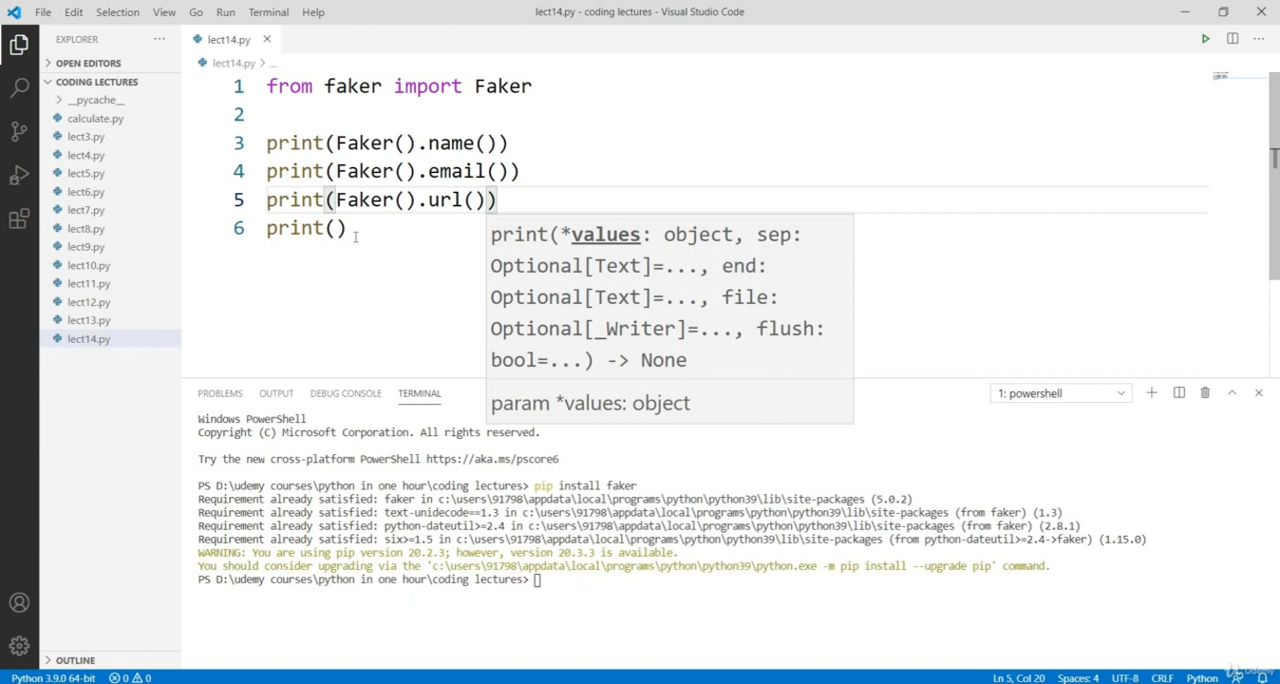 File Edit Selection View Go Run Terminal Help
lect14.py - coding lectures - Visual Studio Code
EXPLORER
OPEN EDITORS
CODING LECTURES
__pycache__
calculate.py
lect3.py
lect4.py
lect5.py
lect6.py
lect7.py
lect8.py
lect9.py
lect10.py
lect11.py
lect12.py
lect13.py
lect14.py
OUTLINE
lect14.py
lect14.py > ...
1 from faker import Faker
2
3 print(Faker().name())
4 print(Faker().email())
5 print(Faker().url())
6 print()
print(*values: object, sep:
Optional[Text]=..., end:
Optional[Text]=..., file:
Optional[_Writer]=..., flush:
bool=...) -> None
param *values: object
PROBLEMS OUTPUT DEBUG CONSOLE TERMINAL
1: powershell
Windows PowerShell
Copyright (C) Microsoft Corporation. All rights reserved.
Try the new cross-platform PowerShell https://aka.ms/pscore6
PS D:\udemy courses\python in one hour\coding lectures> pip install faker
Requirement already satisfied: faker in c:\users\91798\appdata\local\programs\python\python39\lib\site-packages (5.0.2)
Requirement already satisfied: text-unidecode==1.3 in c:\users\91798\appdata\local\programs\python\python39\lib\site-packages (from faker) (1.3)
Requirement already satisfied: python-dateutil>=2.4 in c:\users\91798\appdata\local\programs\python\python39\lib\site-packages (from faker) (2.8.1)
Requirement already satisfied: six>=1.5 in c:\users\91798\appdata\local\programs\python\python39\lib\site-packages (from python-dateutil>=2.4->faker) (1.15.0)
WARNING: You are using pip version 20.2.3; however, version 20.3.3 is available.
You should consider upgrading via the 'c:\users\91798\appdata\local\programs\python\python39\python.exe -m pip install --upgrade pip' command.
PS D:\udemy courses\python in one hour\coding lectures>
Python 3.9.0 64-bit 0 0
Ln 5, Col 20 Spaces: 4 UTF-8 CRLF Python
Udemy